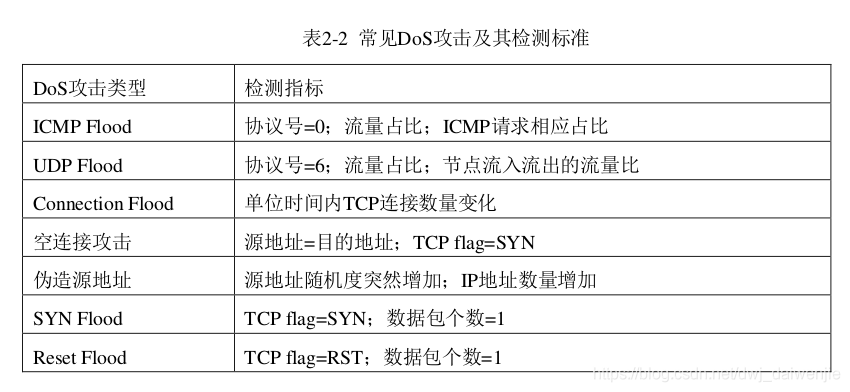 表2-2 常见DoS攻击及其检测标准
DoS攻击类型 检测指标
ICMP Flood 协议号=0；流量占比；ICMP请求相应占比
UDP Flood 协议号=6；流量占比；节点流入流出的流量比
Connection Flood 单位时间内TCP连接数量变化
空连接攻击 源地址=目的地址；TCP flag=SYN
伪造源地址 源地址随机度突然增加；IP地址数量增加
SYN Flood TCP flag=SYN；数据包个数=1
Reset Flood TCP flag=RST；数据包个数=1
https://blog.csdn.net/dwj_daiwenjia